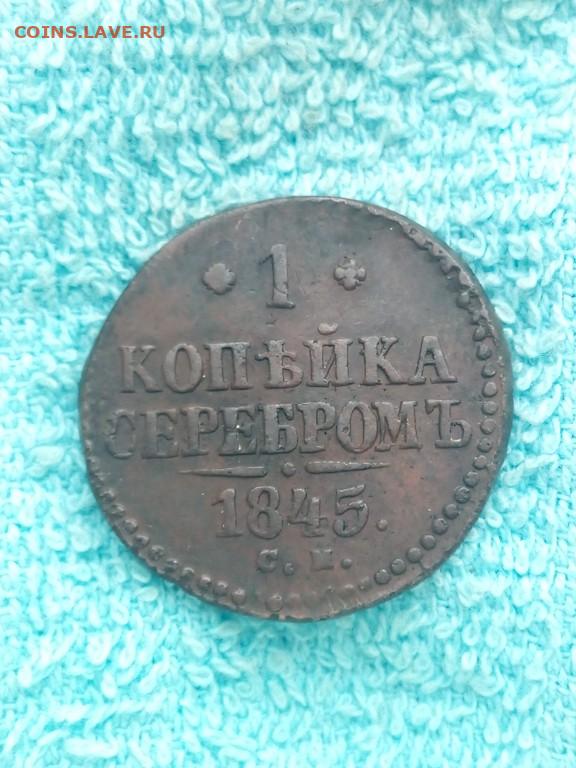 COINS.LAVE.RU
1
КОПѢЙКА
СЕРЕБРОМЪ
1845.
С. М.